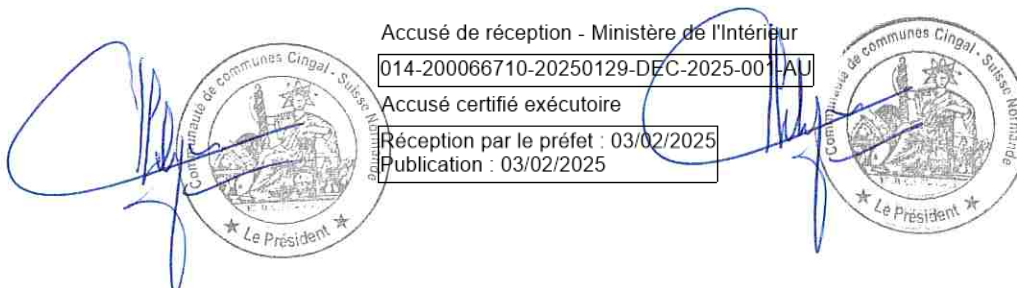 Accusé de réception - Ministère de l'Intérieur
014-200066710-20250129-DEC-2025-001-AU
Accusé certifié exécutoire
Réception par le préfet : 03/02/2025
Publication : 03/02/2025
Communauté de communes Cingal - Suisse Normande
★ Le Président ★
Communauté de communes Cingal - Suisse Normande
★ Le Président ★